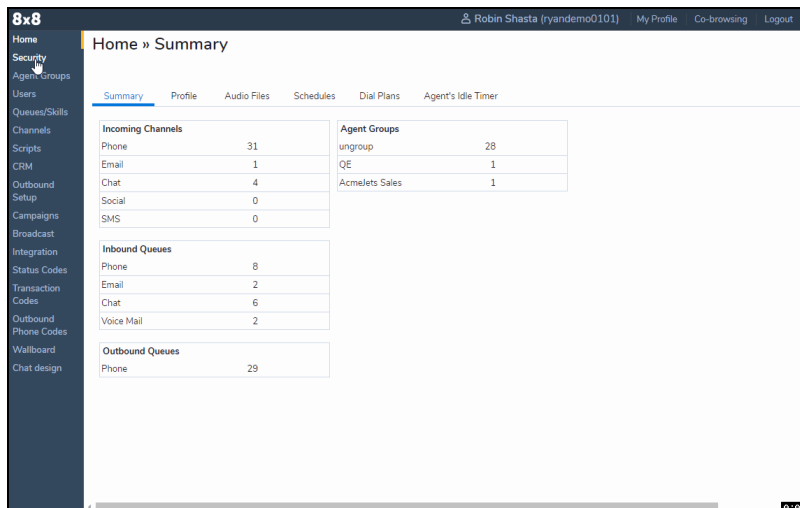 8x8
Robin Shasta (ryandemo0101) My Profile Co-browsing Logout
Home
Security
Agent Groups
Users
Queues/Skills
Channels
Scripts
CRM
Outbound
Setup
Campaigns
Broadcast
Integration
Status Codes
Transaction
Codes
Outbound
Phone Codes
Wallboard
Chat design
Home » Summary
Summary Profile Audio Files Schedules Dial Plans Agent's Idle Timer
Incoming Channels
Phone 31
Email 1
Chat 4
Social 0
SMS 0
Agent Groups
ungroup 28
QE 1
AcmeJets Sales 1
Inbound Queues
Phone 8
Email 2
Chat 6
Voice Mail 2
Outbound Queues
Phone 29